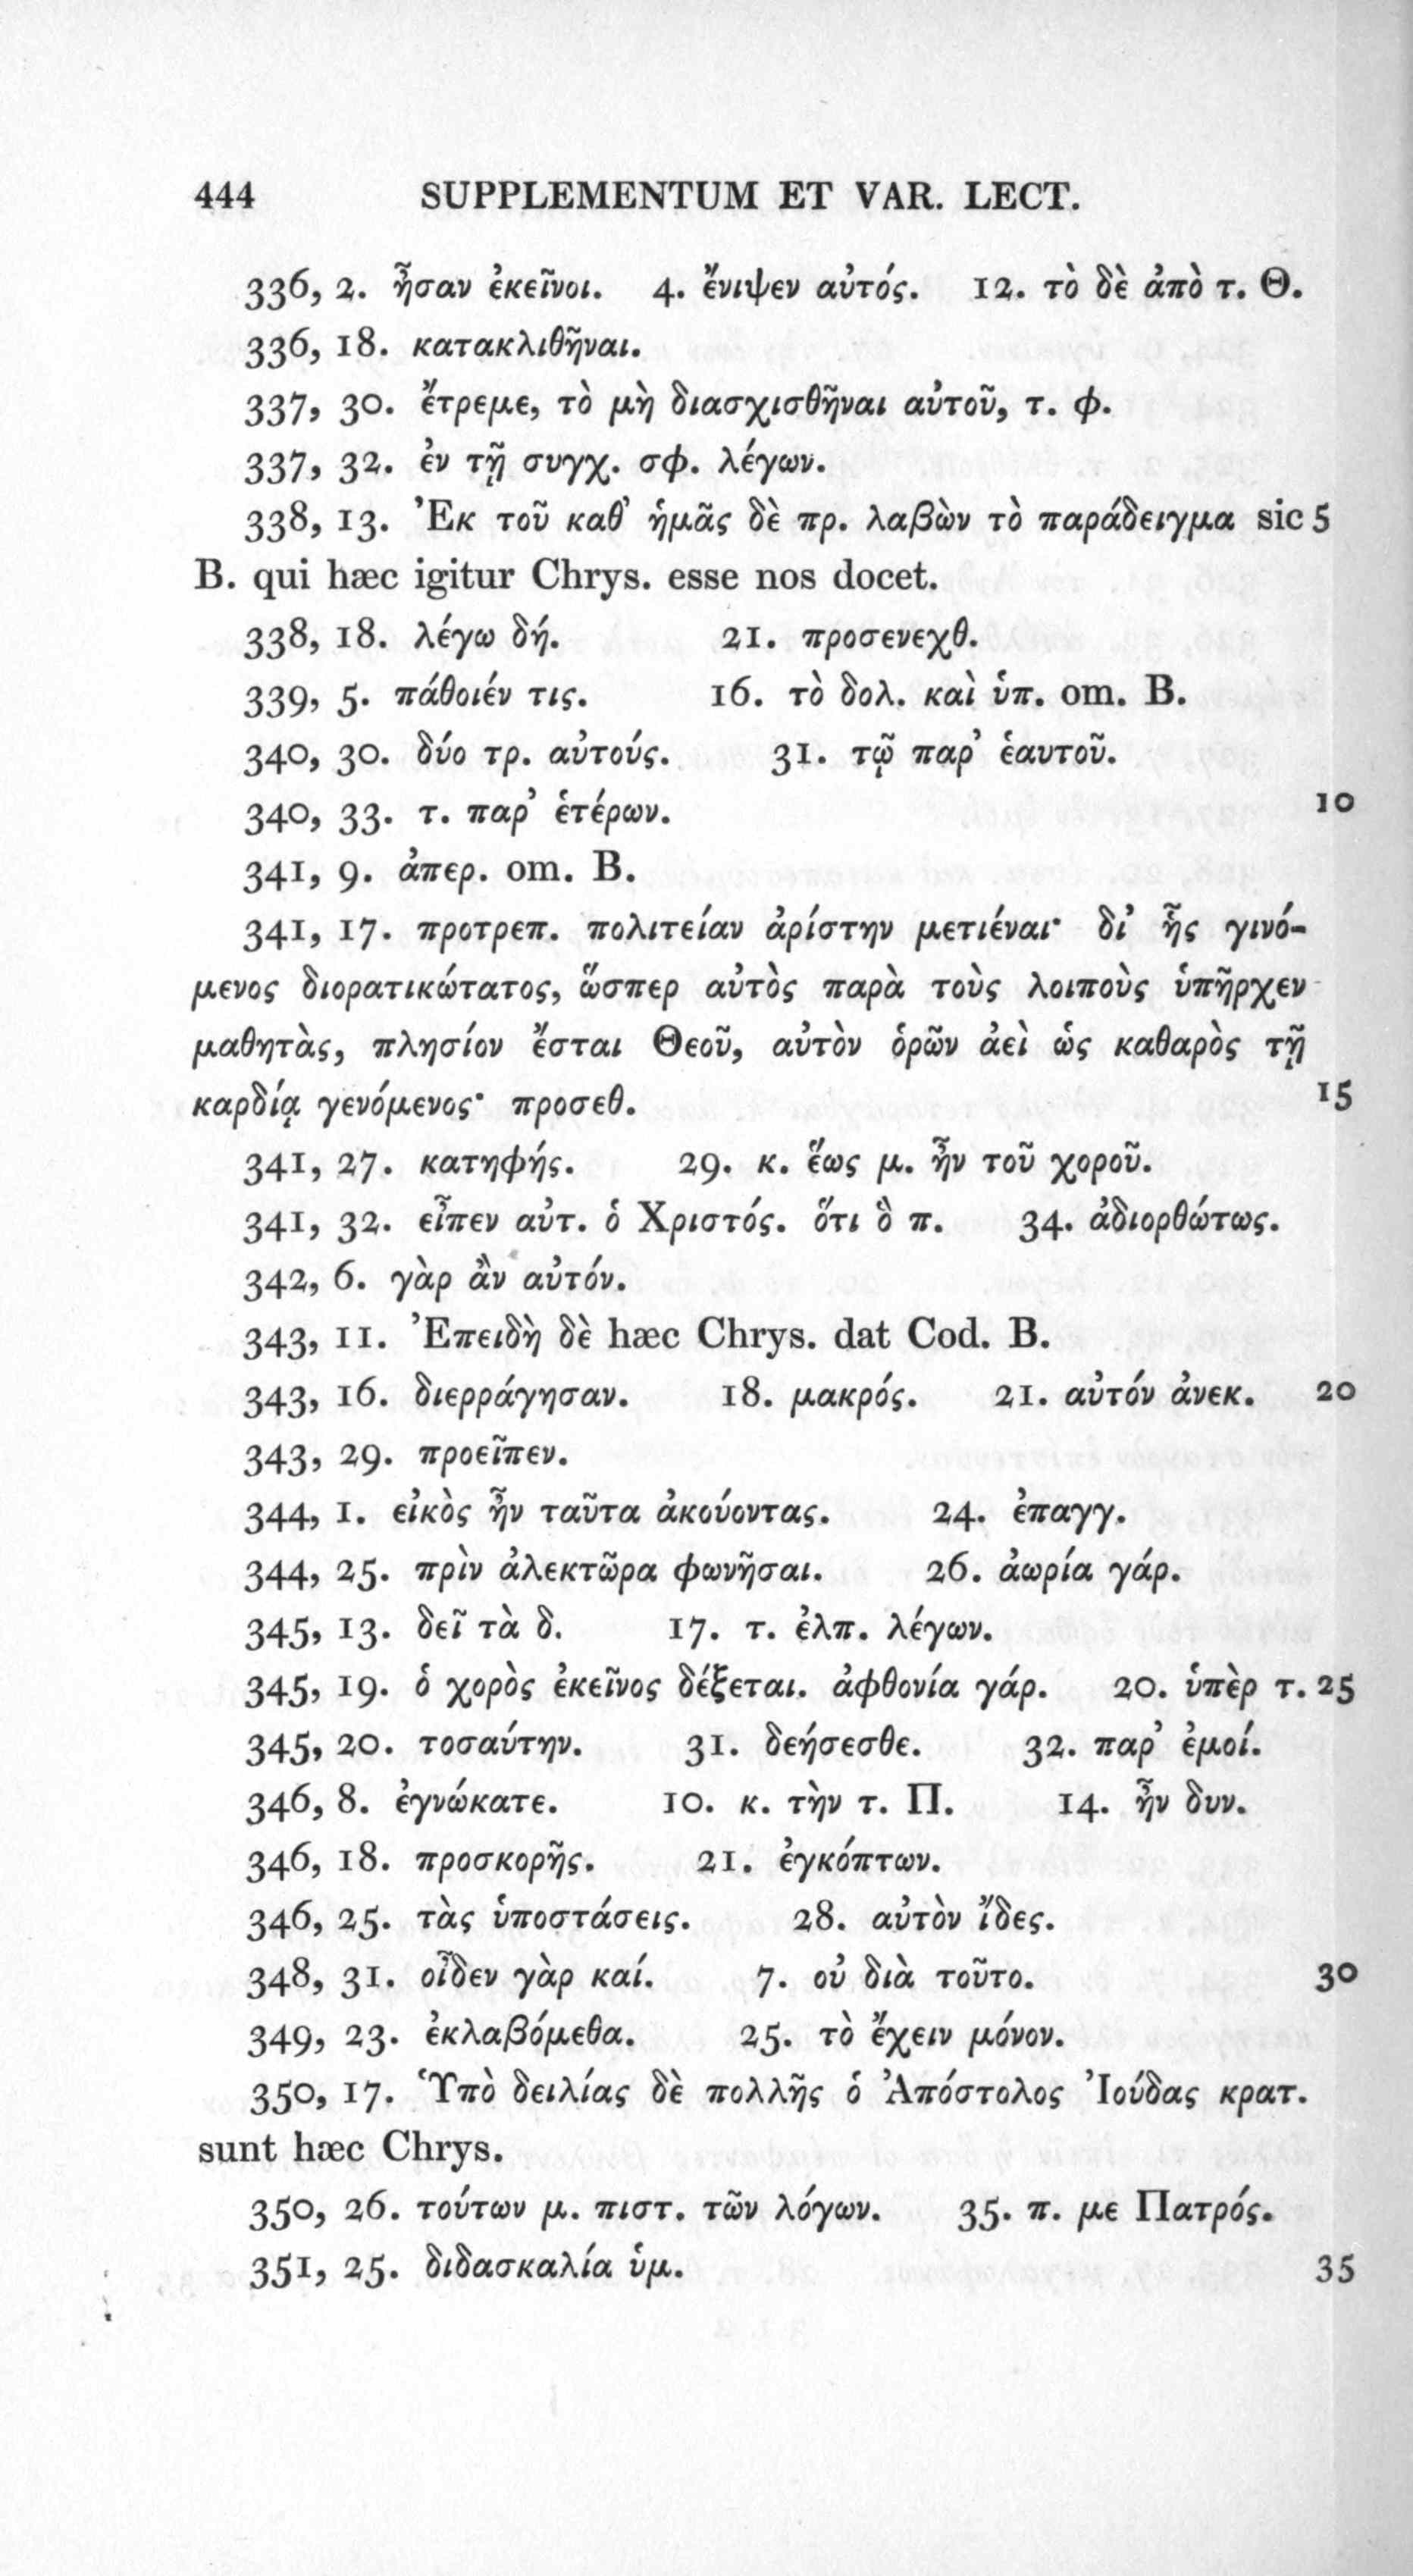 444 SUPPLEMENTUM ET VAR. LECT.
336, 2. ἦσαν ἐκεῖνοι. 4. ἔνιψεν αὐτός. 12. τὸ δὲ ἀπὸ τ. Θ.
336, 18. κατακλιθῆναι.
337, 30. ἔτρεμε, τὸ μὴ διασχισθῆναι αὐτοῦ, τ. φ.
337, 32. ἐν τῇ συγχ. σφ. λέγων.
338, 13. Ἐκ τοῦ καθ' ἡμᾶς δὲ πρ. λαβὼν τὸ παράδειγμα sic 5
B. qui hæc igitur Chrys. esse nos docet.
338, 18. λέγω δή. 21. προσενεχθ.
339, 5. πάθοιέν τις. 16. τὸ δολ. καὶ ὑπ. om. B.
340, 30. δύο τρ. αὐτούς. 31. τῷ παρ' ἑαυτοῦ.
340, 33. τ. παρ' ἑτέρων. 10
341, 9. ἀπερ. om. B.
341, 17. προτρεπ. πολιτείαν ἀρίστην μετιέναι· δι' ἧς γινό-
μενος διορατικώτατος, ὥσπερ αὐτὸς παρὰ τοὺς λοιποὺς ὑπῆρχεν
μαθητὰς, πλησίον ἔσται Θεοῦ, αὐτὸν ὁρῶν ἀεὶ ὡς καθαρὸς τῇ
καρδίᾳ γενόμενος· προσεθ. 15
341, 27. κατηφής. 29. κ. ἕως μ. ἦν τοῦ χοροῦ.
341, 32. εἶπεν αὐτ. ὁ Χριστός. ὅτι ὃ π. 34. ἀδιορθώτως.
342, 6. γὰρ ἂν αὐτόν.
343, 11. Ἐπειδὴ δὲ hæc Chrys. dat Cod. B.
343, 16. διερράγησαν. 18. μακρός. 21. αὐτόν ἀνεκ. 20
343, 29. προεῖπεν.
344, 1. εἰκὸς ἦν ταῦτα ἀκούοντας. 24. ἐπαγγ.
344, 25. πρὶν ἀλεκτῶρα φωνῆσαι. 26. ἀωρία γάρ.
345, 13. δεῖ τὰ δ. 17. τ. ἐλπ. λέγων.
345, 19. ὁ χορὸς ἐκεῖνος δέξεται. ἀφθονία γάρ. 20. ὑπὲρ τ. 25
345, 20. τοσαύτην. 31. δεήσεσθε. 32. παρ' ἐμοί.
346, 8. ἐγνώκατε. 10. κ. τὴν τ. Π. 14. ἦν δυν.
346, 18. προσκορῆς. 21. ἐγκόπτων.
346, 25. τὰς ὑποστάσεις. 28. αὐτὸν ἴδες.
348, 31. οἶδεν γὰρ καί. 7. οὐ διὰ τοῦτο. 30
349, 23. ἐκλαβόμεθα. 25. τὸ ἔχειν μόνον.
350, 17. Ὑπὸ δειλίας δὲ πολλῆς ὁ Ἀπόστολος Ἰούδας κρατ.
sunt hæc Chrys.
350, 26. τούτων μ. πιστ. τῶν λόγων. 35. π. με Πατρός.
351, 25. διδασκαλία ὑμ. 35